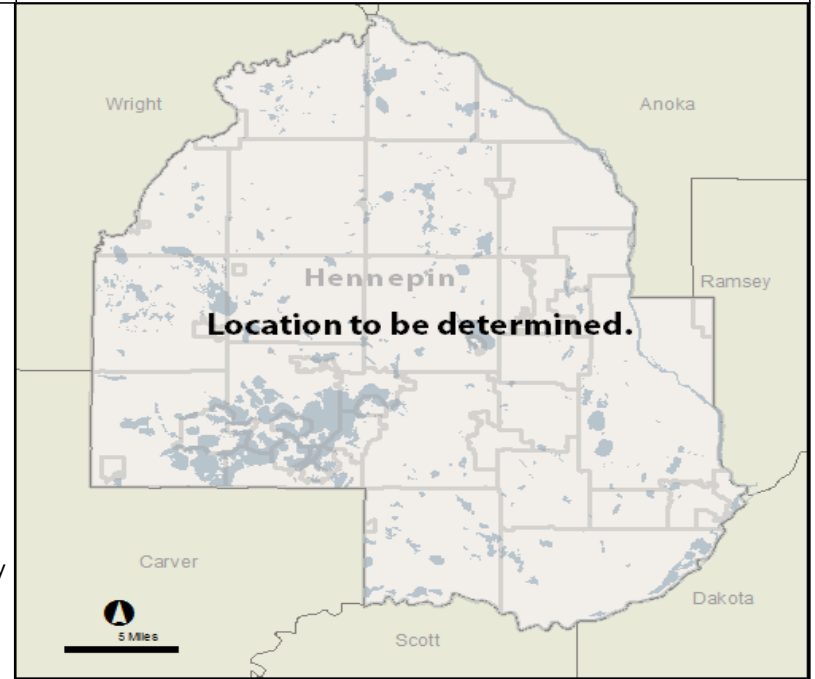 Wright
Anoka
Hennepin
Ramsey
Location to be determined.
Carver
Dakota
5 Miles
Scott
y